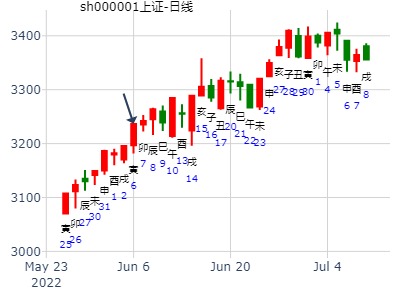 sh000001上证-日线
3400
3300
3200
3100
3000
寅 25
卯 26
辰 27
未 30
申 31
酉 1
戌 2
寅 6
卯 7
辰 8
巳 9
午 10
酉 13
戌 14
亥 15
子 16
丑 17
辰 20
巳 21
午 22
未 23
申 24
亥 27
子 28
丑 29
寅 30
卯 1
午 4
未 5
申 6
酉 7
戌 8
May 23
2022
Jun 6
Jun 20
Jul 4